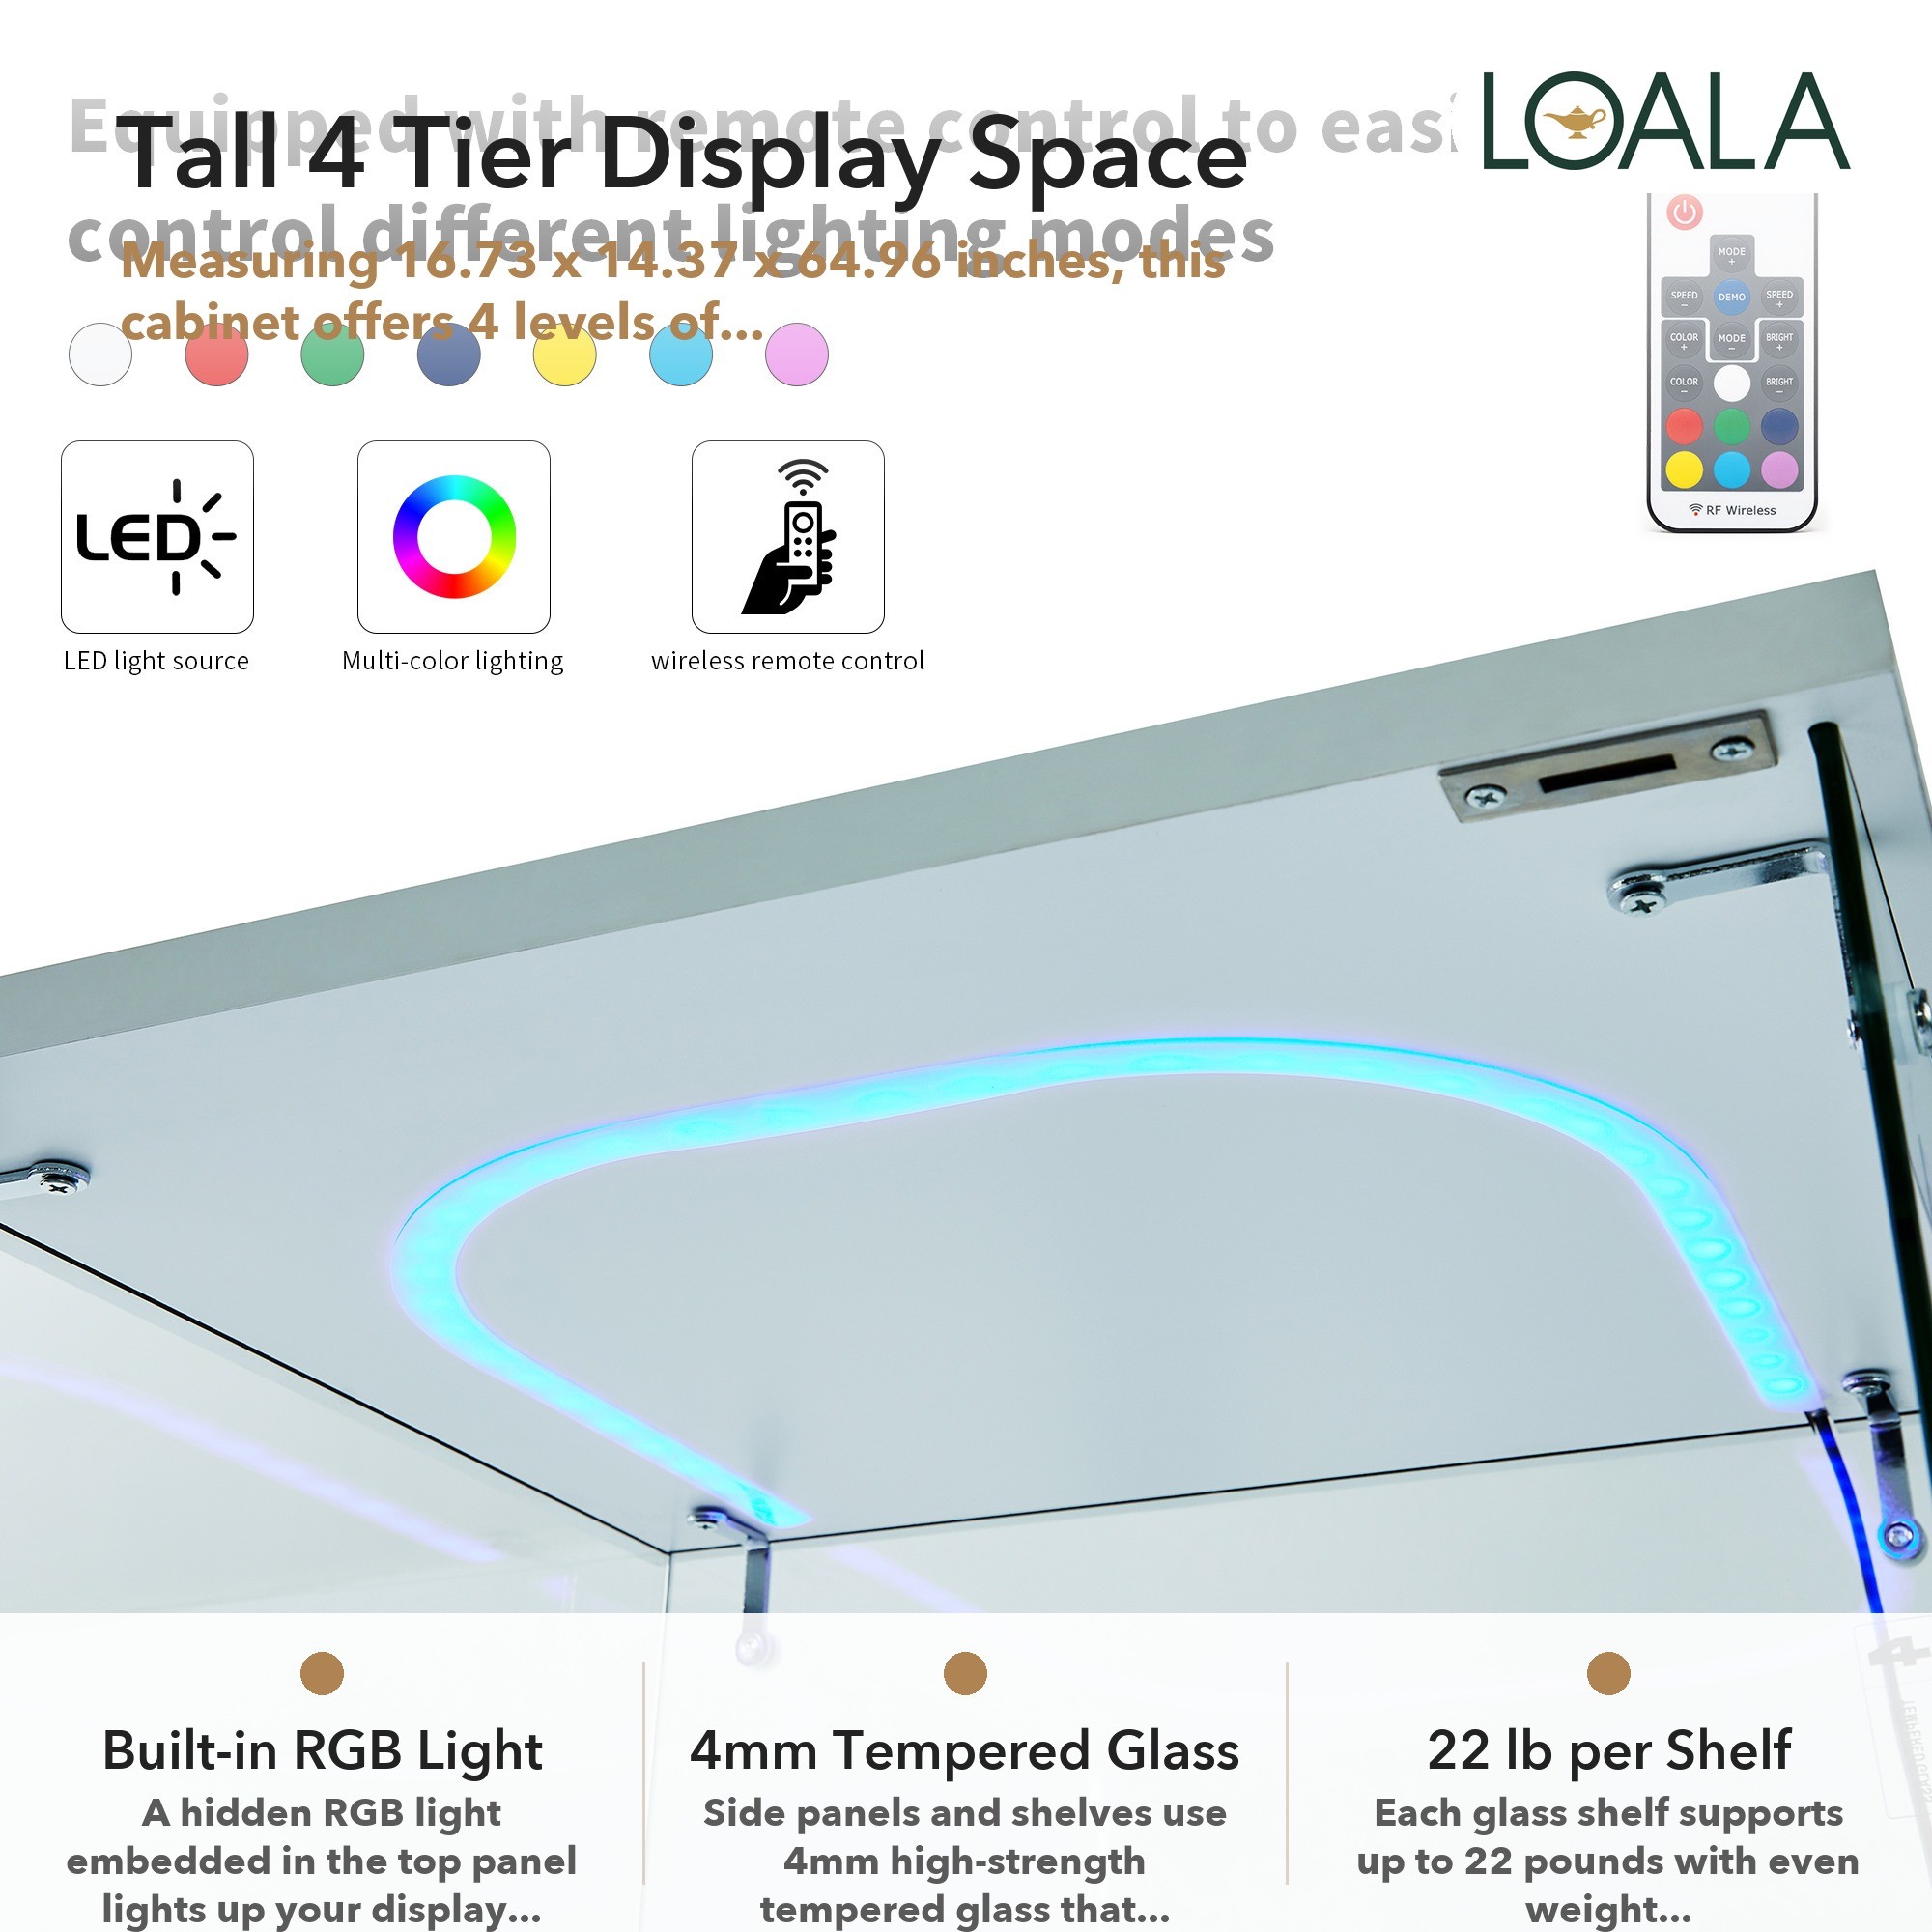 Equipped with remote control to easi
LOALA
Tall 4 Tier Display Space
control different lighting modes
Measuring 16.73 x 14.37 x 64.96 inches, this
cabinet offers 4 levels of...
MODE
+
SPEED
−
DEMO
SPEED
+
COLOR
+
MODE
−
BRIGHT
+
COLOR
−
BRIGHT
−
RF Wireless
LED
LED light source
Multi-color lighting
wireless remote control
Built-in RGB Light
A hidden RGB light
embedded in the top panel
lights up your display...
4mm Tempered Glass
Side panels and shelves use
4mm high-strength
tempered glass that...
22 lb per Shelf
Each glass shelf supports
up to 22 pounds with even
weight...